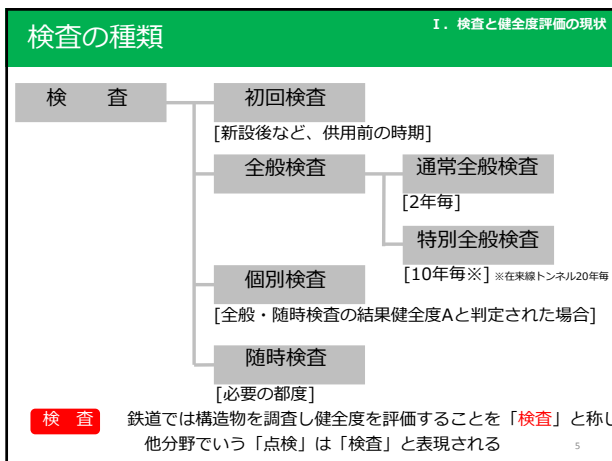 I. 検査と健全度評価の現状
検査の種類
検　　査
初回検査
[新設後など、供用前の時期]
全般検査
通常全般検査
[2年毎]
特別全般検査
[10年毎※] ※在来線トンネル20年毎
個別検査
[全般・随時検査の結果健全度Aと判定された場合]
随時検査
[必要の都度]
検　査　鉄道では構造物を調査し健全度を評価することを「検査」と称し
他分野でいう「点検」は「検査」と表現される
5